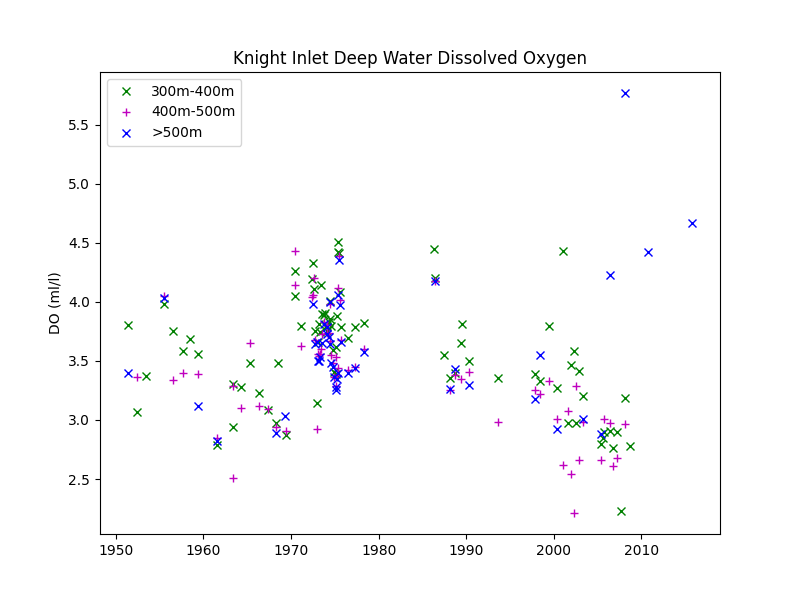 Knight Inlet Deep Water Dissolved Oxygen
300m-400m
400m-500m
>500m
DO (ml/l)
5.5
5.0
4.5
4.0
3.5
3.0
2.5
1950 1960 1970 1980 1990 2000 2010